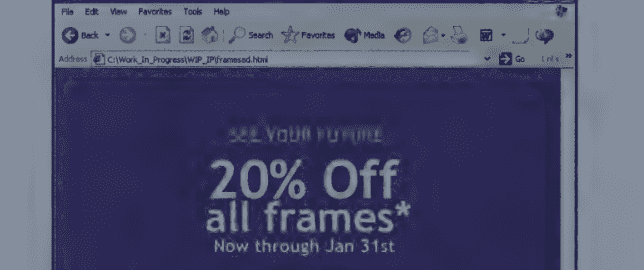 File Edit View Favorites Tools Help
Back Search Favorites Media
Address C:\Work_In_Progress\WIP_IP\framesad.html Go
SEE YOUR FUTURE
20% Off
all frames*
Now through Jan 31st